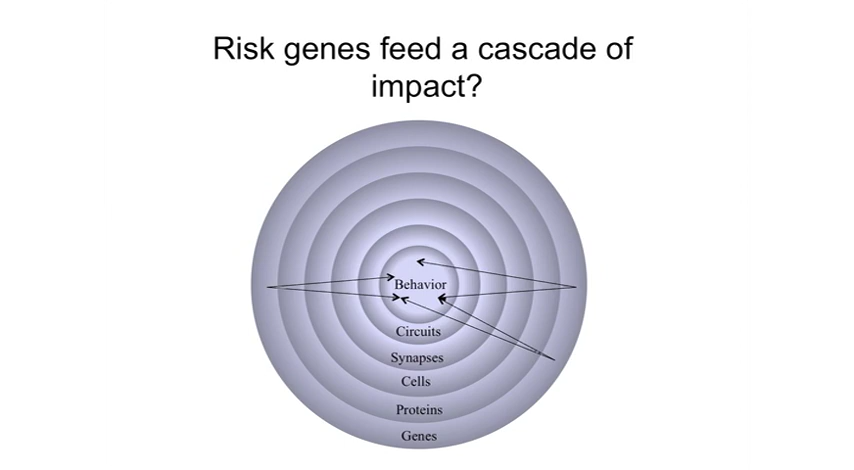 Risk genes feed a cascade of
impact?
Behavior
Circuits
Synapses
Cells
Proteins
Genes